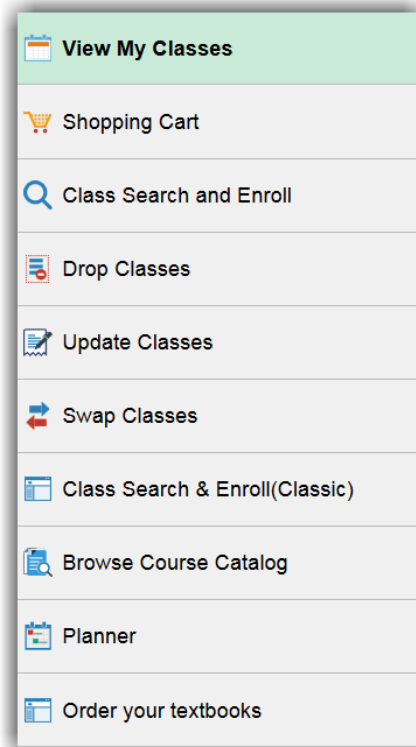 View My Classes
Shopping Cart
Class Search and Enroll
Drop Classes
Update Classes
Swap Classes
Class Search & Enroll(Classic)
Browse Course Catalog
Planner
Order your textbooks